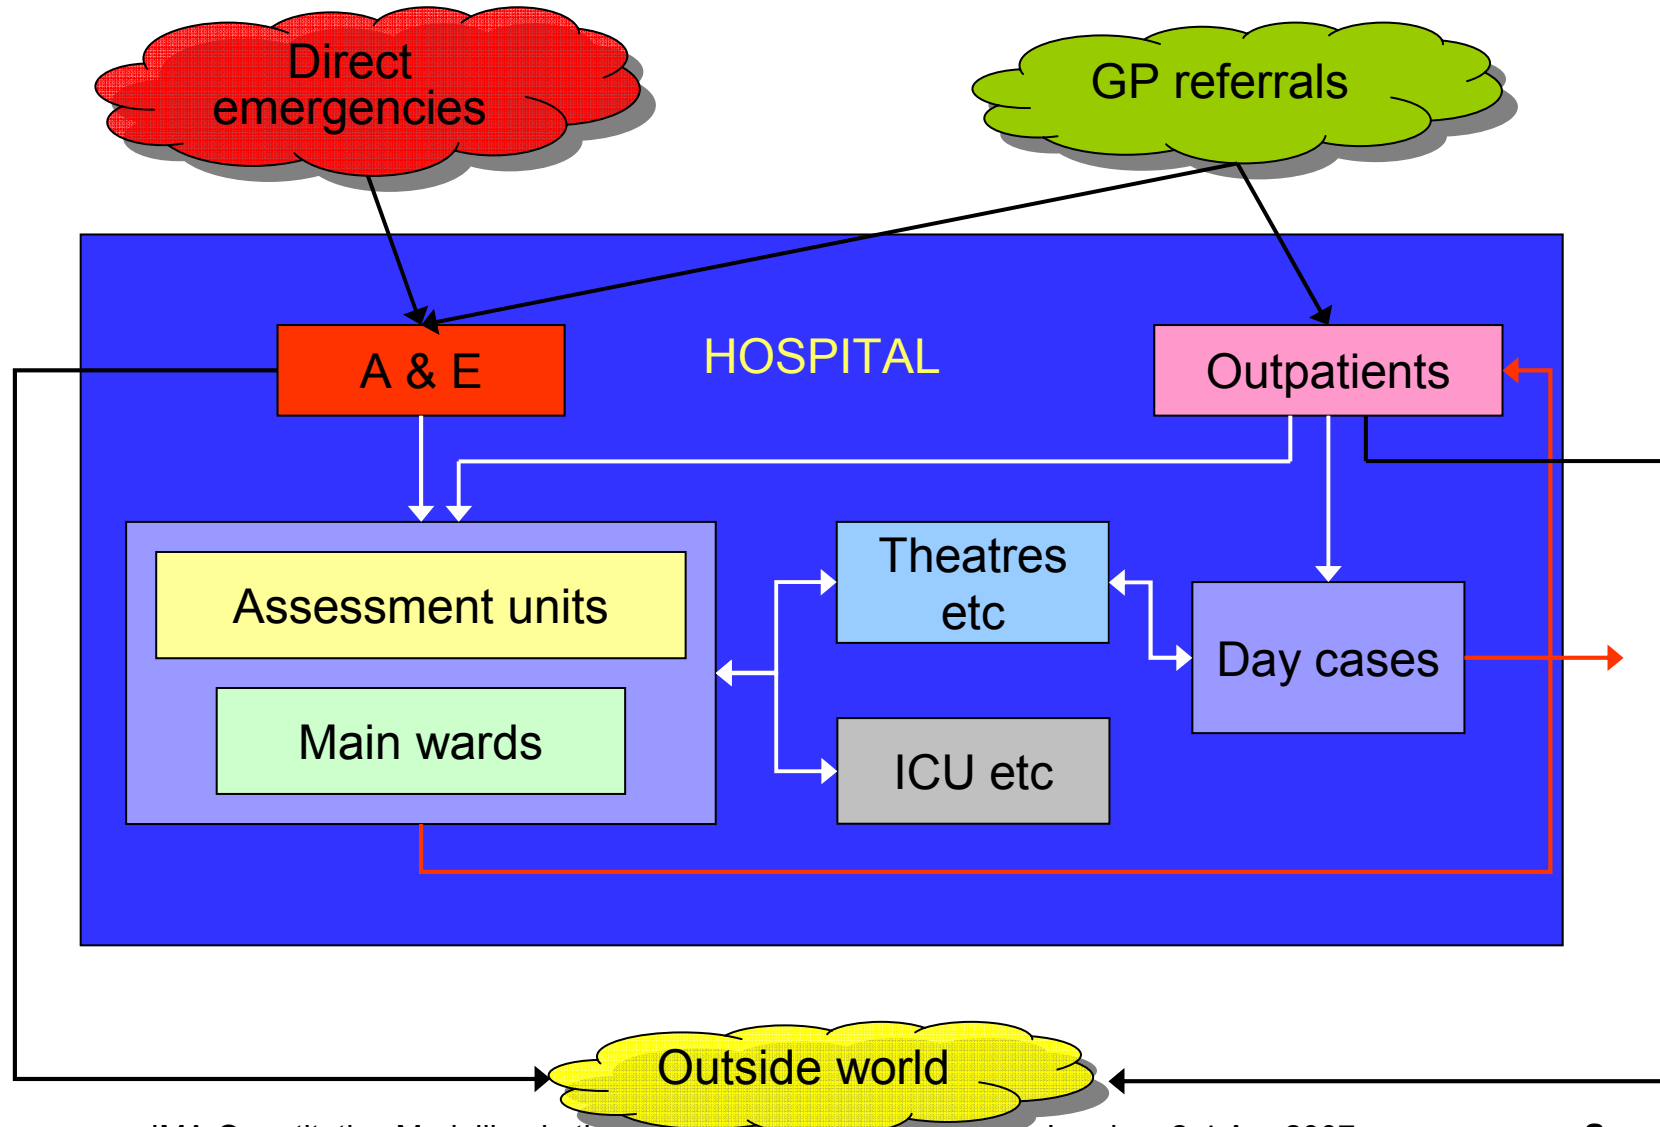 Direct
emergencies
GP referrals
HOSPITAL
A & E
Outpatients
Theatres
etc
Assessment units
Day cases
Main wards
ICU etc
Outside world